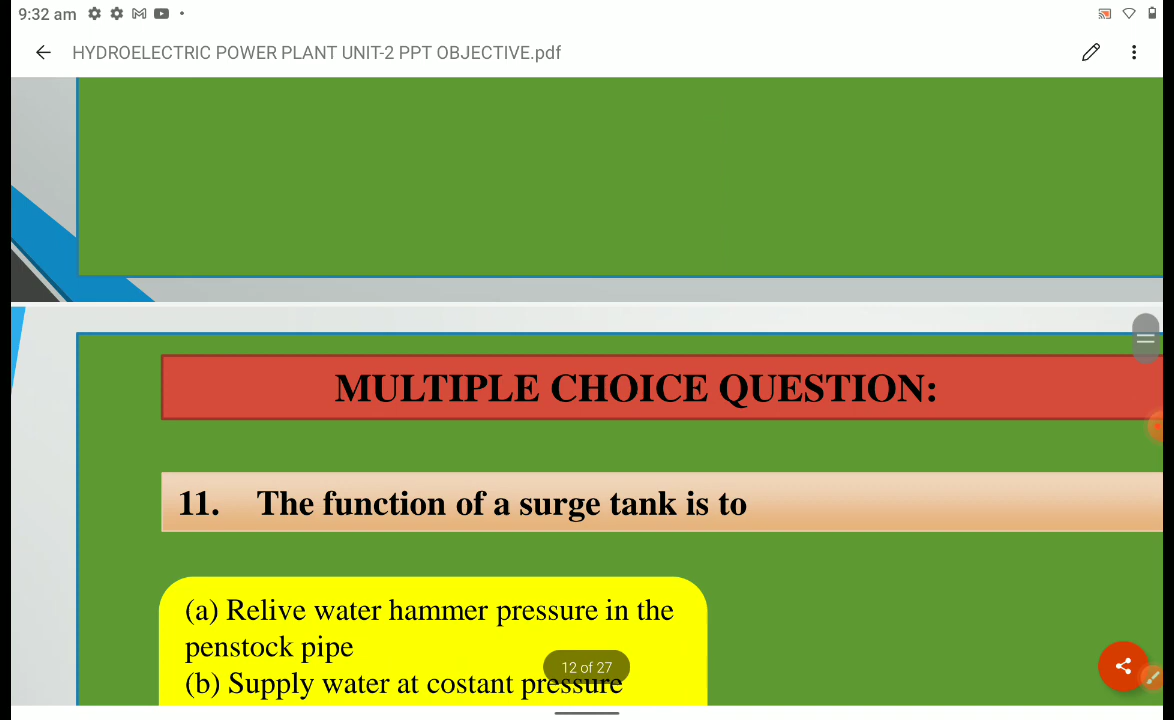 9:32 am
HYDROELECTRIC POWER PLANT UNIT-2 PPT OBJECTIVE.pdf
MULTIPLE CHOICE QUESTION:
11. The function of a surge tank is to
(a) Relive water hammer pressure in the
penstock pipe
(b) Supply water at costant pressure
12 of 27